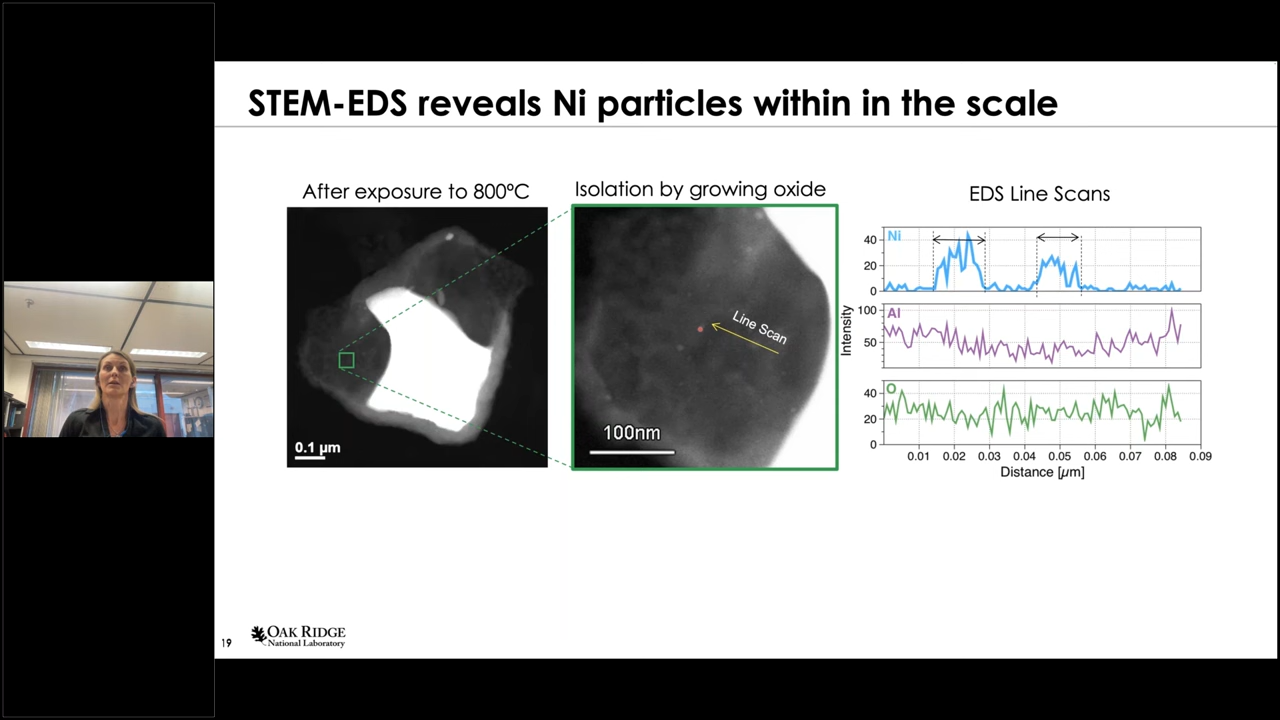 STEM-EDS reveals Ni particles within in the scale
After exposure to 800ºC
Isolation by growing oxide
EDS Line Scans
0.1 µm
Line Scan
100nm
Intensity
Ni
40
20
0
Al
100
50
O
40
20
0
0.01 0.02 0.03 0.04 0.05 0.06 0.07 0.08 0.09
Distance [µm]
19
OAK RIDGE
National Laboratory